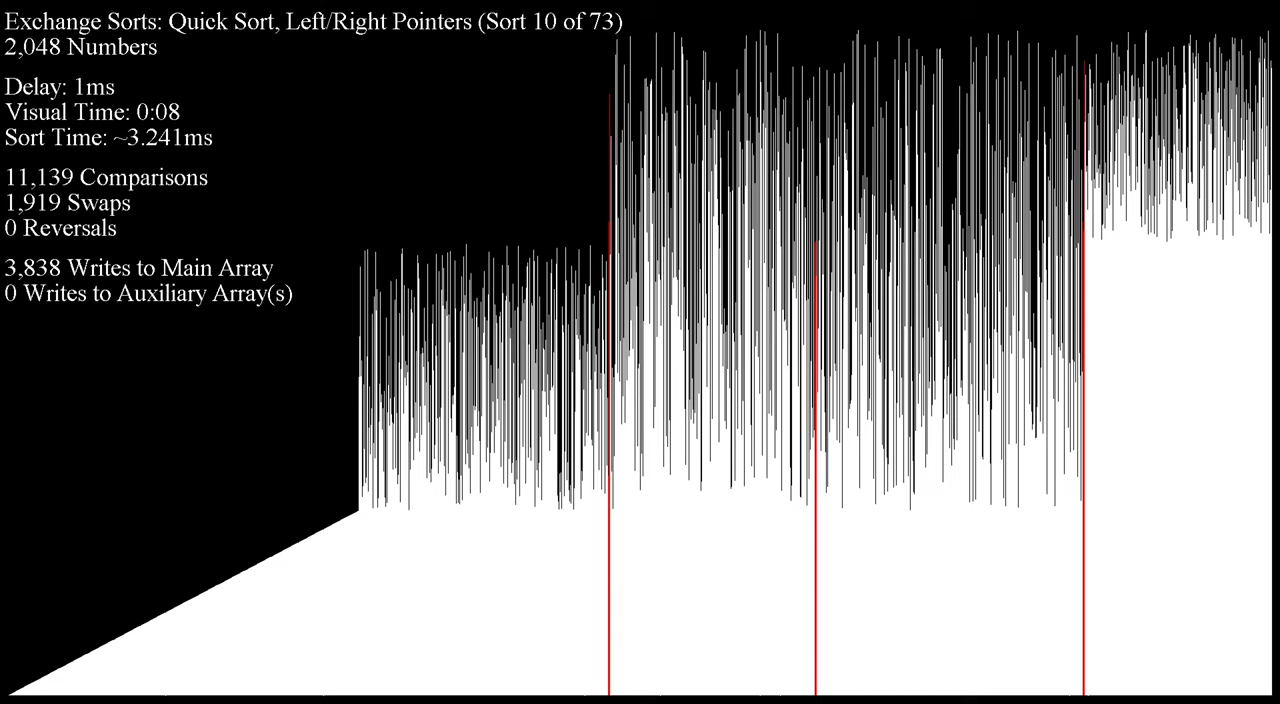 Exchange Sorts: Quick Sort, Left/Right Pointers (Sort 10 of 73)
2,048 Numbers
Delay: 1ms
Visual Time: 0:08
Sort Time: ~3.241ms
11,139 Comparisons
1,919 Swaps
0 Reversals
3,838 Writes to Main Array
0 Writes to Auxiliary Array(s)